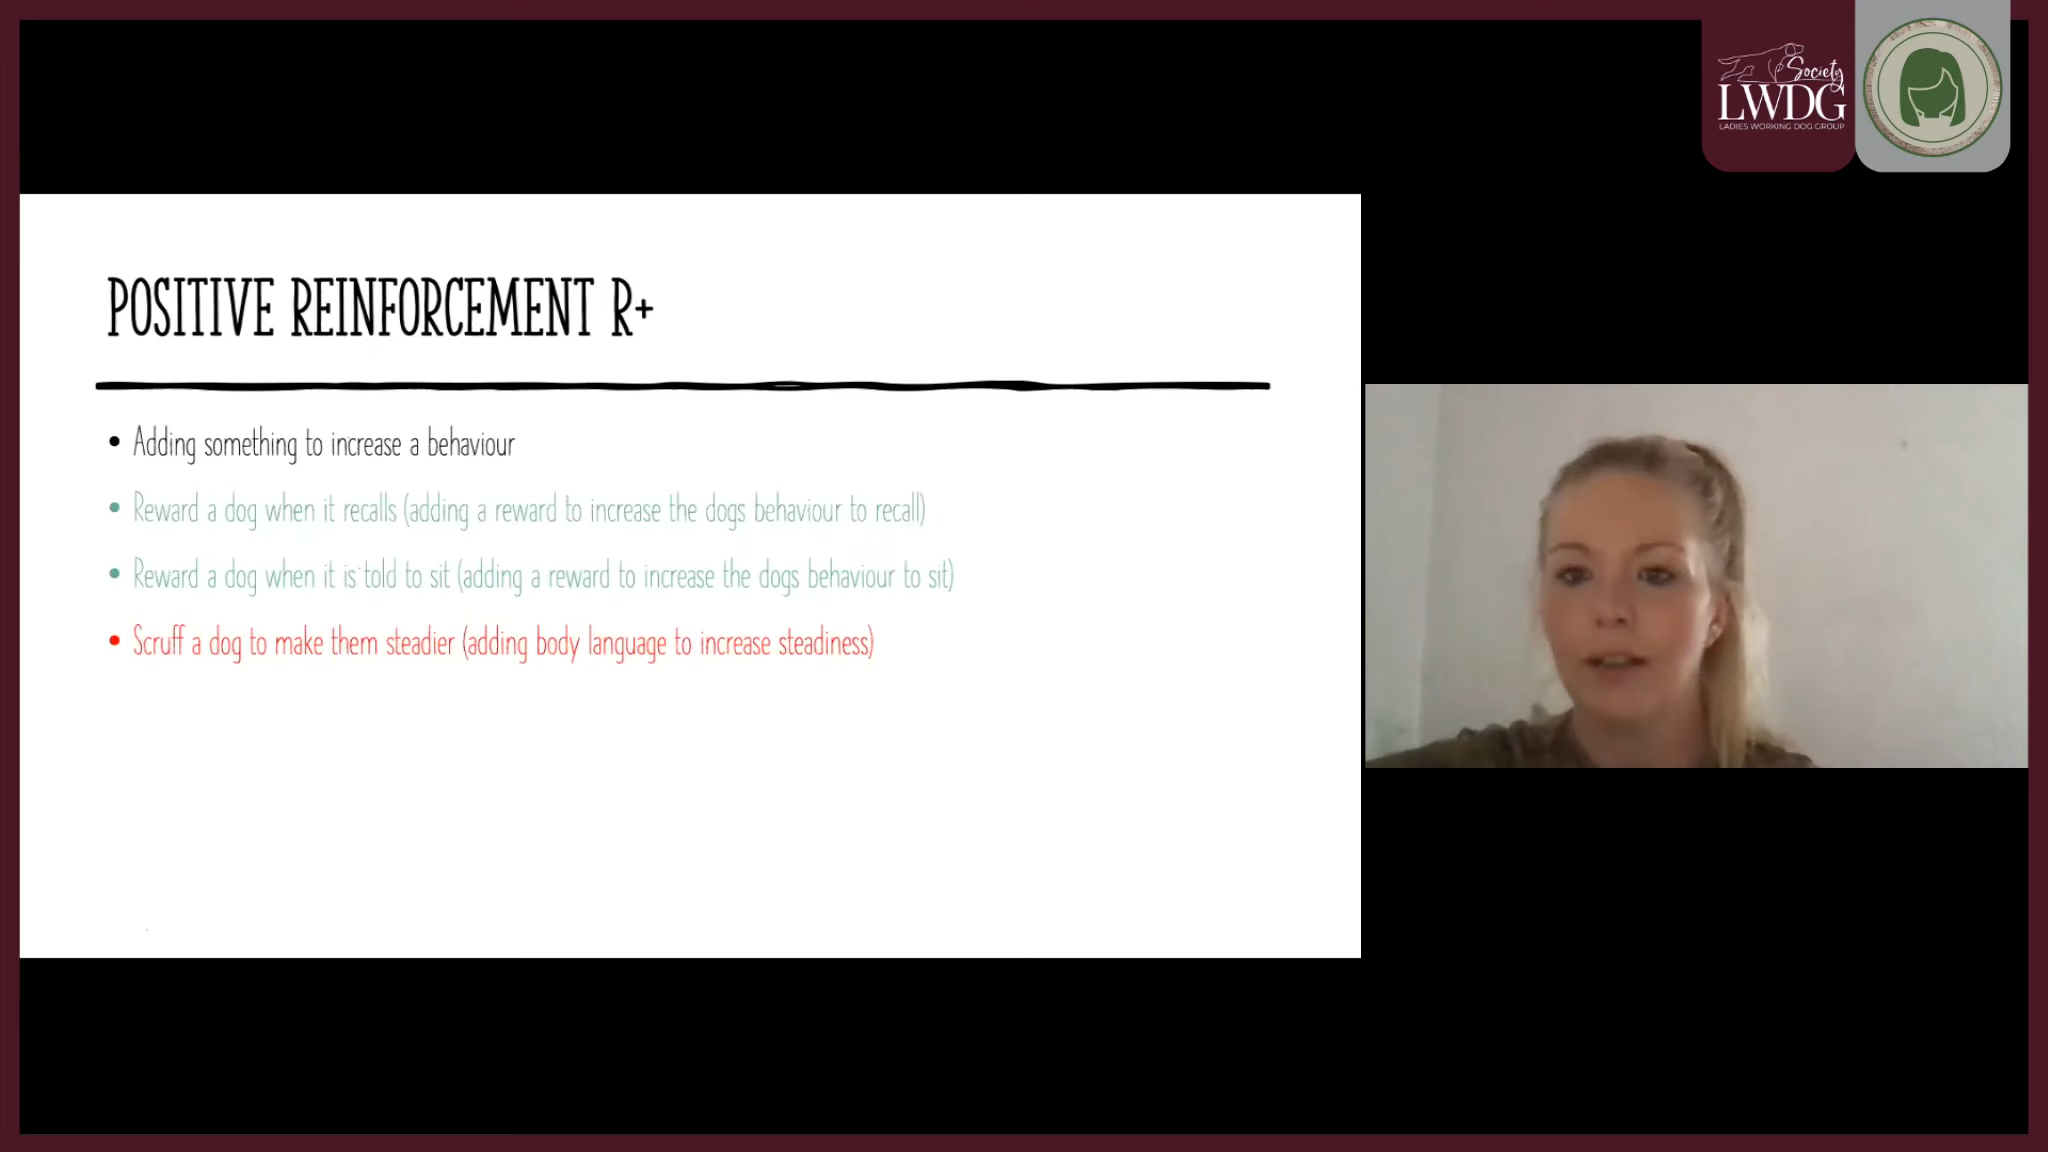 Society
LWDG
LADIES WORKING DOG GROUP
POSITIVE REINFORCEMENT R+
• Adding something to increase a behaviour
• Reward a dog when it recalls (adding a reward to increase the dogs behaviour to recall)
• Reward a dog when it is told to sit (adding a reward to increase the dogs behaviour to sit)
• Scruff a dog to make them steadier (adding body language to increase steadiness)